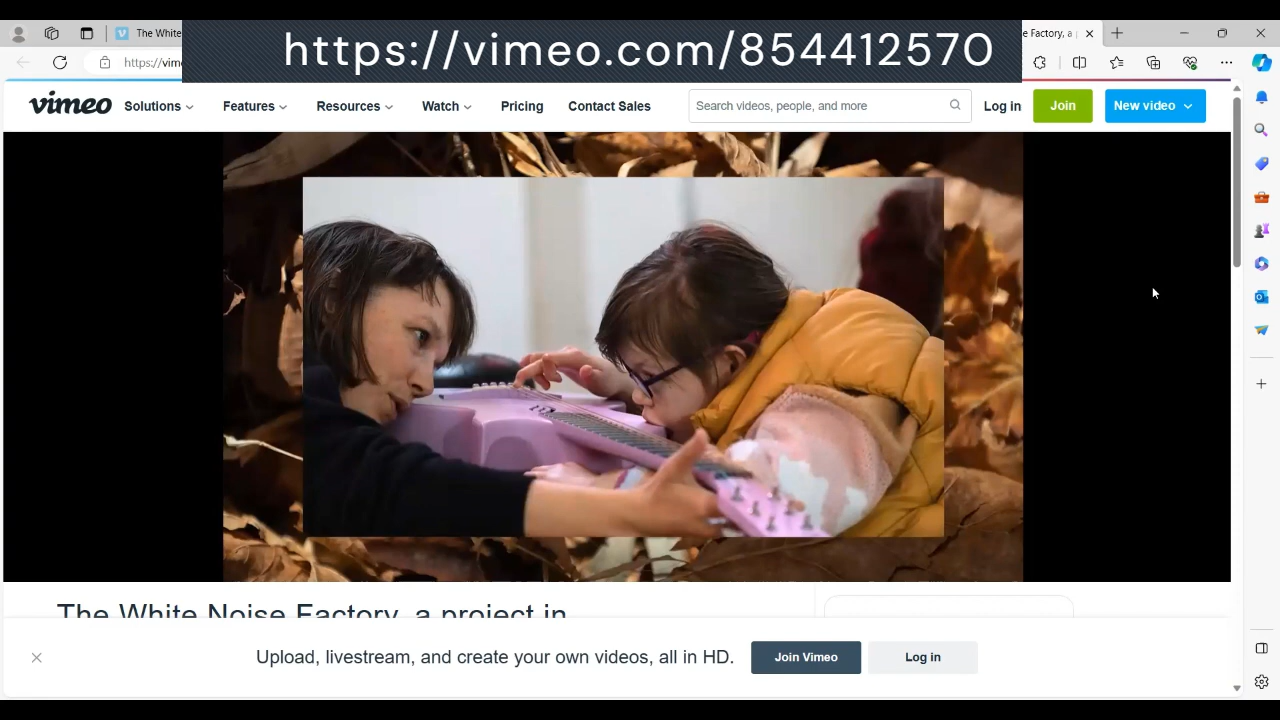 The White
https://vimeo.com/854412570
e Factory, a
https://vime
vimeo
Solutions
Features
Resources
Watch
Pricing
Contact Sales
Search videos, people, and more
Log in
Join
New video
The White Noise Factory, a project in
Upload, livestream, and create your own videos, all in HD.
Join Vimeo
Log in